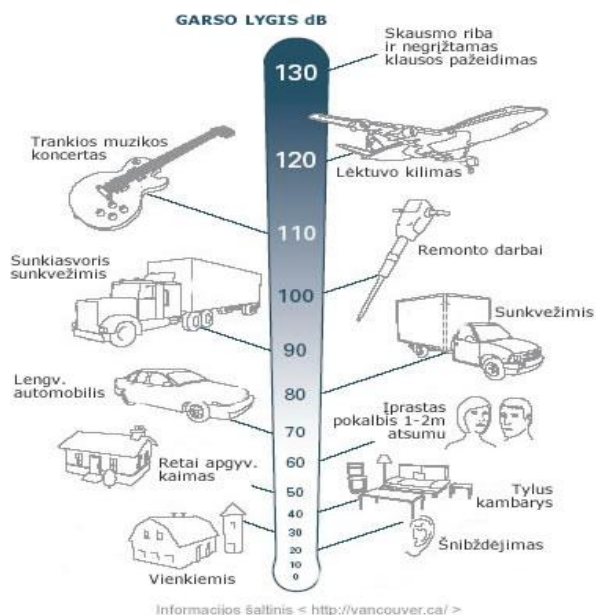 GARSO LYGIS dB
Skausmo riba
ir negrįžtamas
klausos pažeidimas
130
Trankios muzikos
koncertas
120
Lėktuvo kilimas
110
Remonto darbai
Sunkiasvoris
sunkvežimis
100
Sunkvežimis
90
Lengv.
automobilis
80
Įprastas
pokalbis 1-2m
atsumu
70
60
Retai apgyv.
kaimas
50
Tylus
kambarys
40
30
Šnibždėjimas
20
10
0
Vienkiemis
Informacijos šaltinis < http://vancouver.ca/ >